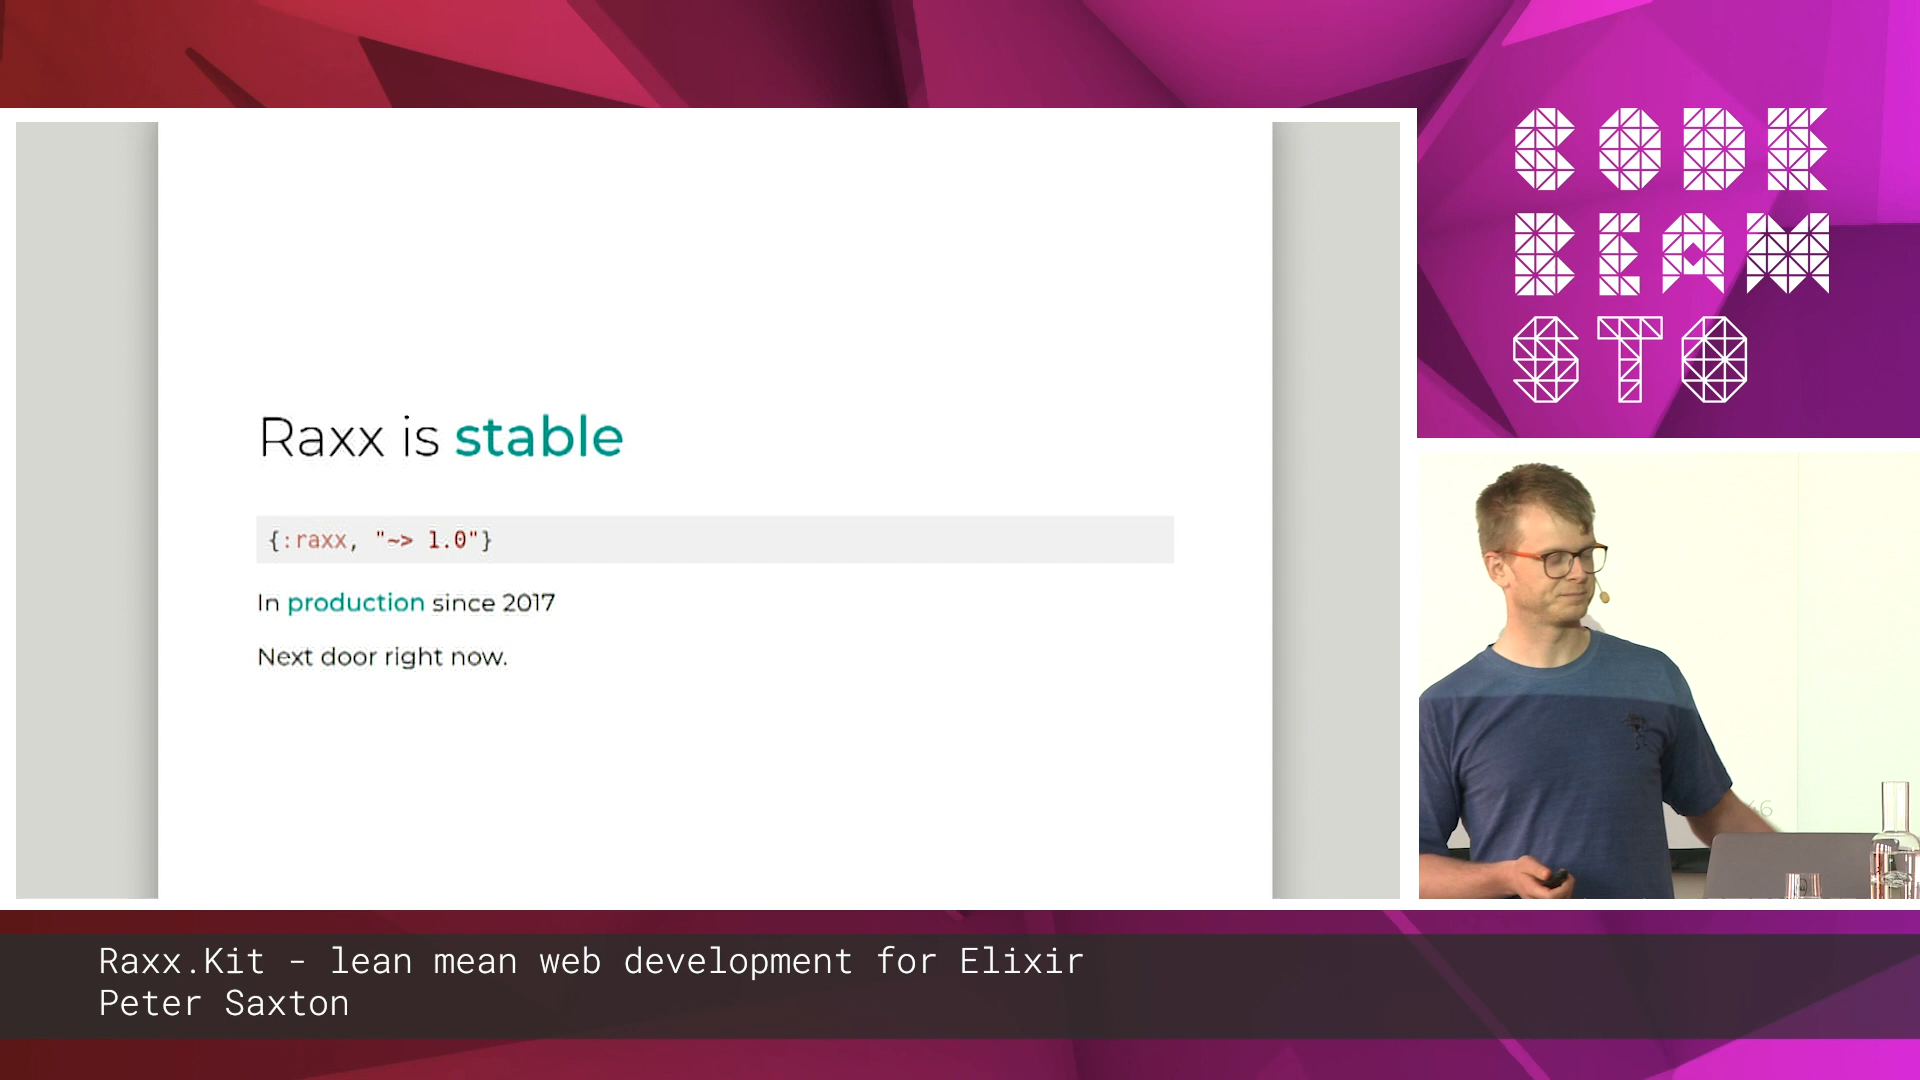 CODE
BEAM
STO
Raxx is stable
{:raxx, "~> 1.0"}
In production since 2017
Next door right now.
46
Raxx.Kit - lean mean web development for Elixir
Peter Saxton